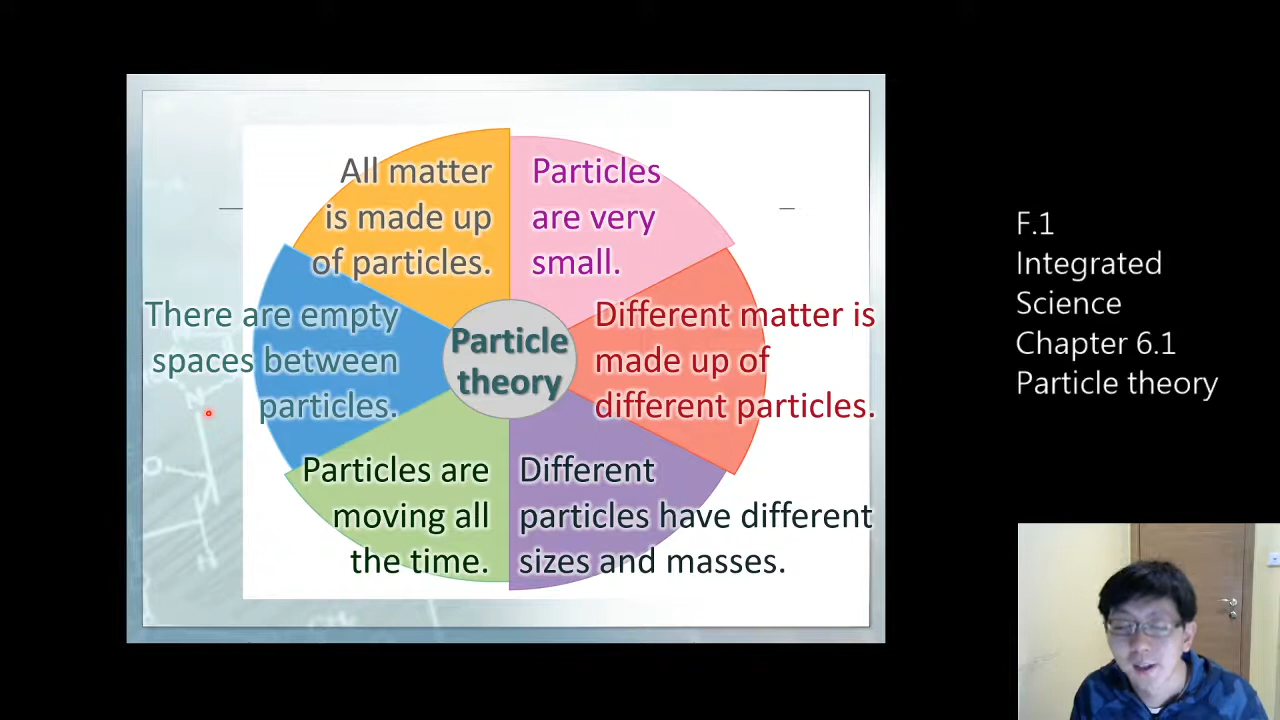 All matter
is made up
of particles.
Particles
are very
small.
Different matter is
made up of
different particles.
Different
particles have different
sizes and masses.
Particles are
moving all
the time.
There are empty
spaces between
particles.
Particle
theory
F.1
Integrated
Science
Chapter 6.1
Particle theory